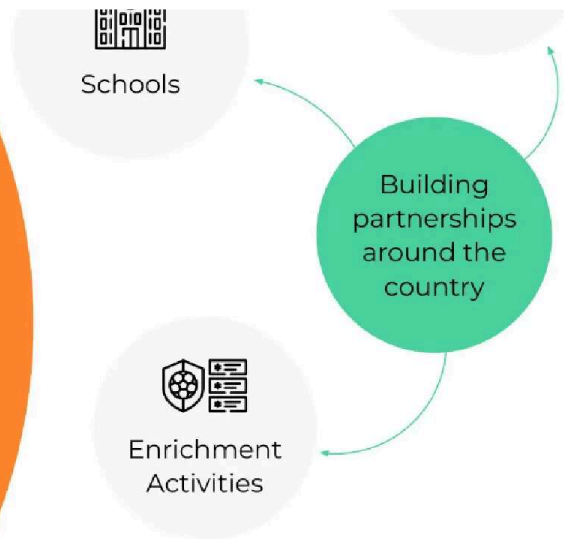 Schools
Building
partnerships
around the
country
Enrichment
Activities